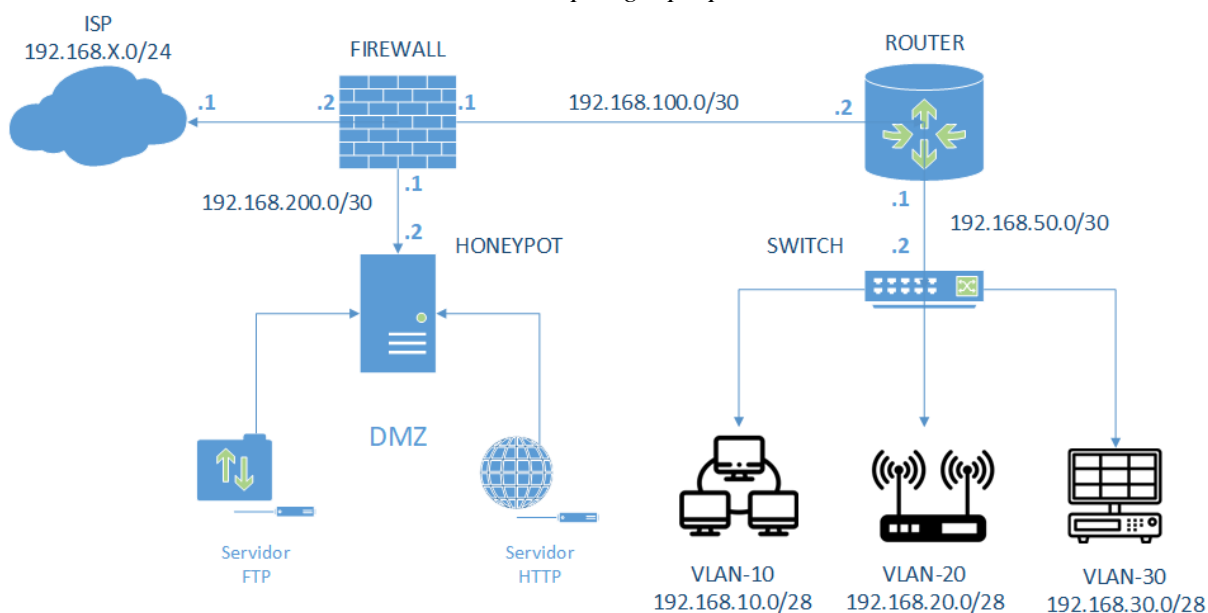 ISP
192.168.X.0/24
FIREWALL
ROUTER
.1
.2
.1
192.168.100.0/30
.2
192.168.200.0/30
.1
.2
HONEYPOT
.1
192.168.50.0/30
SWITCH
.2
DMZ
Servidor
FTP
Servidor
HTTP
VLAN-10
192.168.10.0/28
VLAN-20
192.168.20.0/28
VLAN-30
192.168.30.0/28